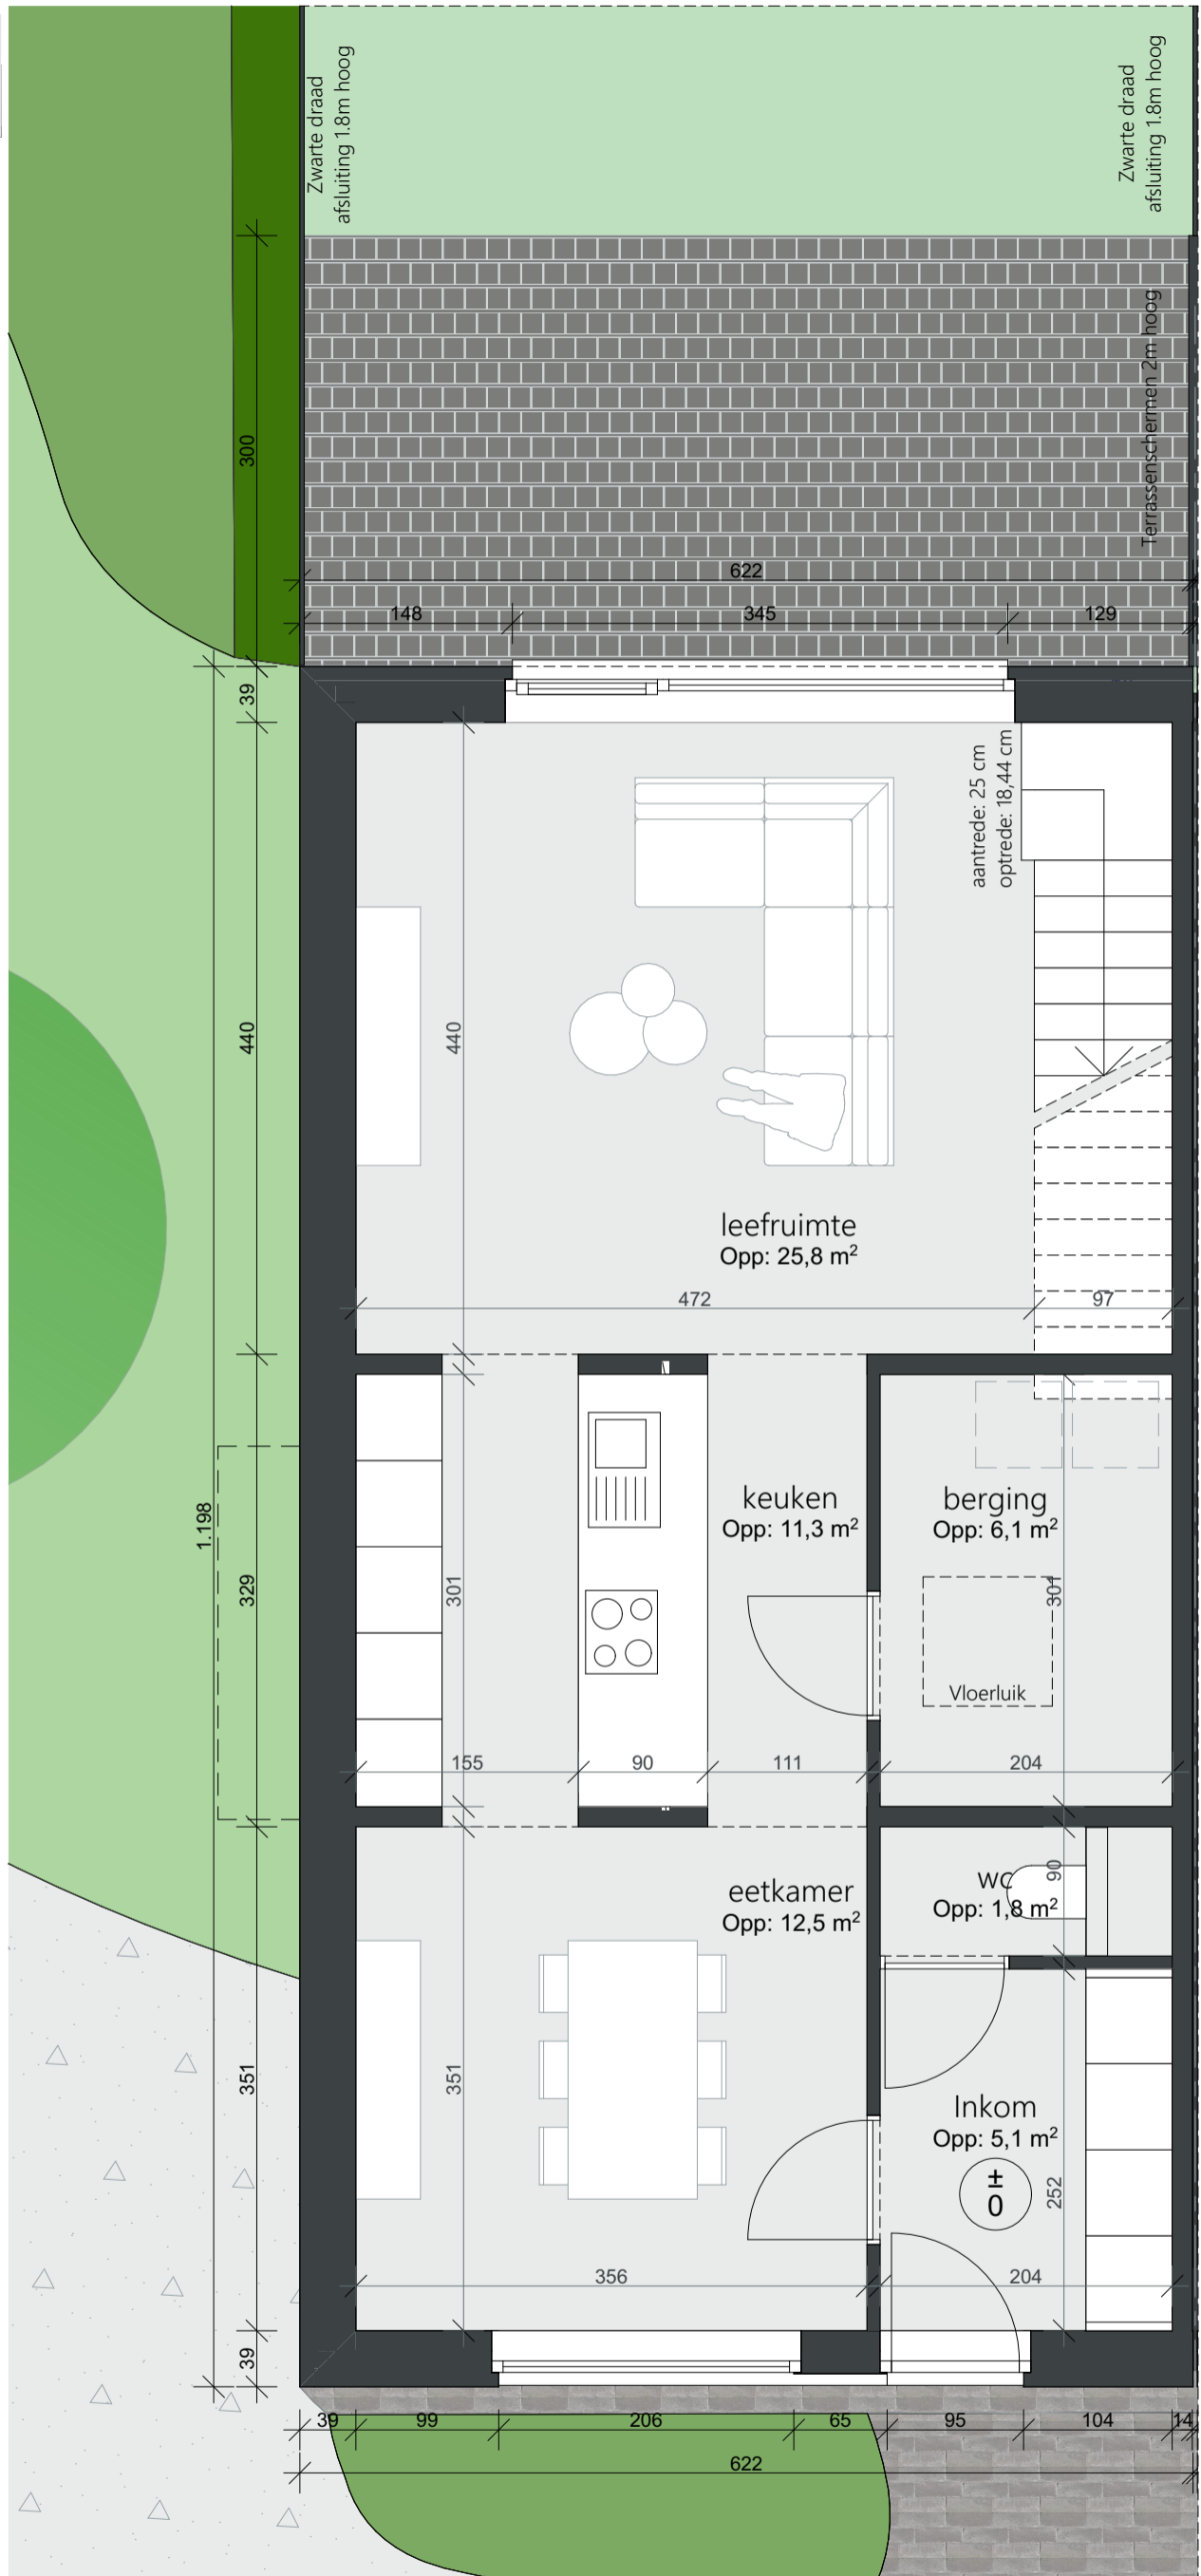 Zwarte draad
afsluiting 1.8m hoog
Zwarte draad
afsluiting 1.8m hoog
Terrassenschermen 2m hoog
300
622
148
345
129
39
aantrede: 25 cm
optrede: 18,44 cm
440
440
leefruimte
Opp: 25,8 m²
472
97
keuken
Opp: 11,3 m²
berging
Opp: 6,1 m²
1.198
329
301
301
Vloerluik
155
90
111
204
wc
Opp: 1,8 m²
90
eetkamer
Opp: 12,5 m²
351
351
Inkom
Opp: 5,1 m²
±
0
252
356
204
39
39
99
206
65
95
104
14
622